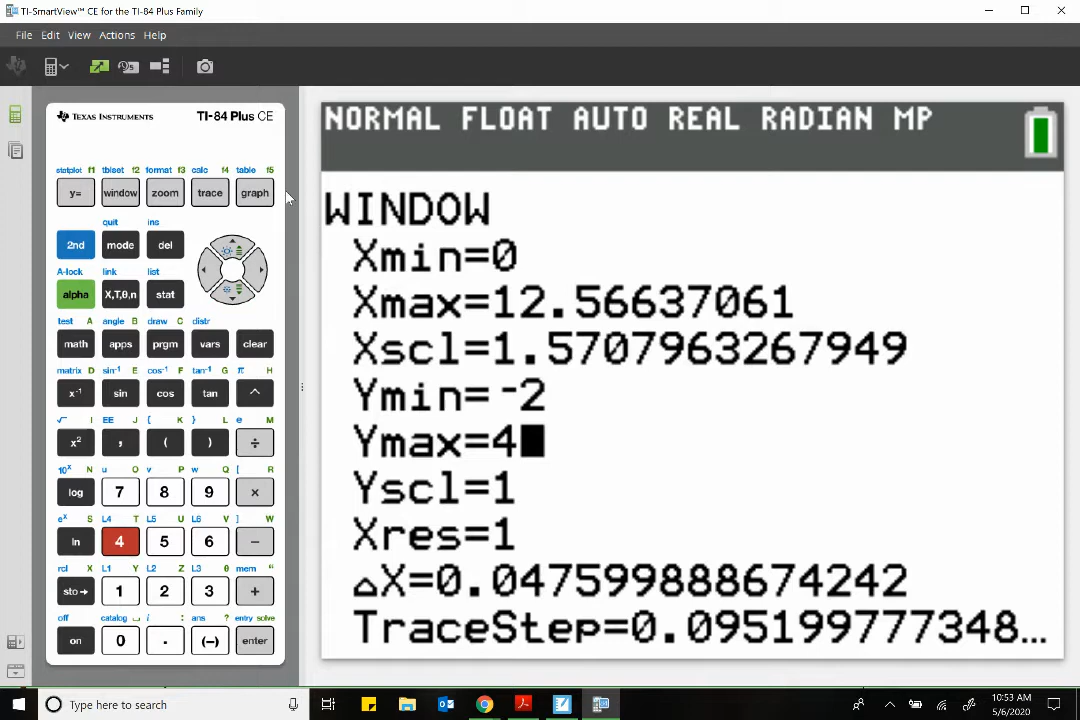 TI-SmartView™ CE for the TI-84 Plus Family
File Edit View Actions Help
TEXAS INSTRUMENTS TI-84 Plus CE
statplot f1 tblset f2 format f3 calc f4 table f5
y= window zoom trace graph
quit ins
2nd mode del
A-lock link list
alpha X,T,θ,n stat
test A angle B draw C distr
math apps prgm vars clear
matrix D sin⁻¹ E cos⁻¹ F tan⁻¹ G π H
x⁻¹ sin cos tan ^
√ I EE J { K } L e M
x² , ( ) ÷
10ˣ N u O v P w Q [ R
log 7 8 9 ×
eˣ S L4 T L5 U L6 V ] W
ln 4 5 6 −
rcl X L1 Y L2 Z L3 θ mem "
sto→ 1 2 3 +
off catalog ⎵ i : ans ? entry solve
on 0 . (−) enter
NORMAL FLOAT AUTO REAL RADIAN MP
WINDOW
Xmin=0
Xmax=12.56637061
Xscl=1.5707963267949
Ymin=-2
Ymax=4
Yscl=1
Xres=1
△X=0.047599888674242
TraceStep=0.095199777348...
Type here to search
10:53 AM
5/6/2020